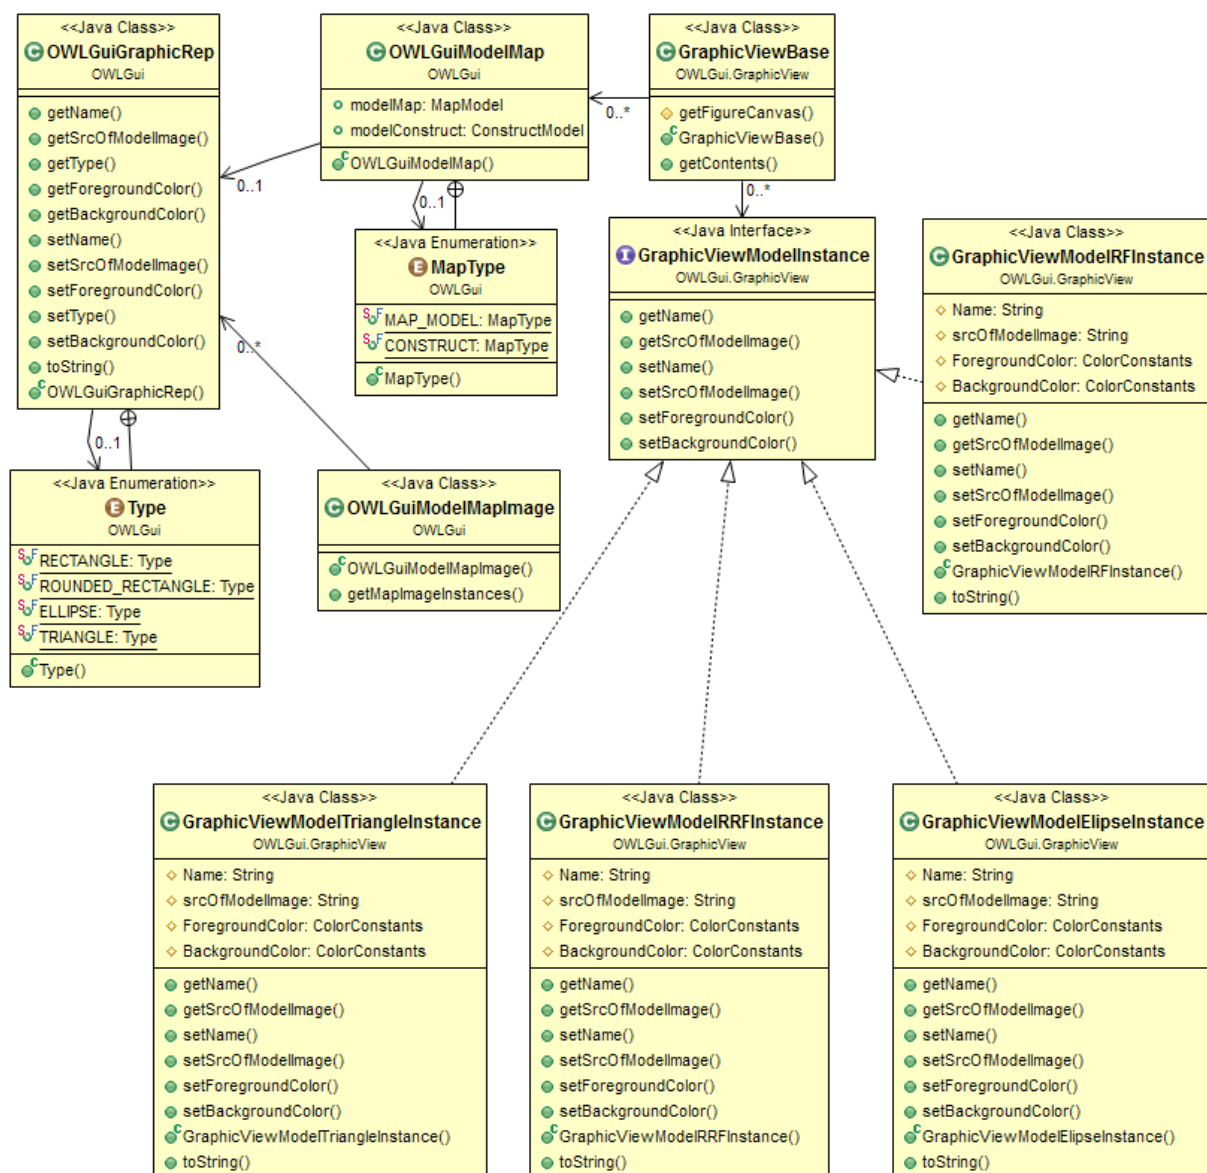 <<Java Class>>
OWLGuiGraphicRep
OWLGui
getName()
getSrcOfModelImage()
getType()
getForegroundColor()
getBackgroundColor()
setName()
setSrcOfModelImage()
setForegroundColor()
setType()
setBackgroundColor()
toString()
OWLGuiGraphicRep()
<<Java Class>>
OWLGuiModelMap
OWLGui
modelMap: MapModel
modelConstruct: ConstructModel
OWLGuiModelMap()
<<Java Class>>
GraphicViewBase
OWLGui.GraphicView
getFigureCanvas()
GraphicViewBase()
getContents()
0..*
0..1
0..1
0..*
<<Java Enumeration>>
MapType
OWLGui
MAP_MODEL: MapType
CONSTRUCT: MapType
MapType()
<<Java Interface>>
GraphicViewModelInstance
OWLGui.GraphicView
getName()
getSrcOfModelImage()
setName()
setSrcOfModelImage()
setForegroundColor()
setBackgroundColor()
<<Java Class>>
GraphicViewModelRFInstance
OWLGui.GraphicView
Name: String
srcOfModelImage: String
ForegroundColor: ColorConstants
BackgroundColor: ColorConstants
getName()
getSrcOfModelImage()
setName()
setSrcOfModelImage()
setForegroundColor()
setBackgroundColor()
GraphicViewModelRFInstance()
toString()
0..*
0..1
<<Java Enumeration>>
Type
OWLGui
RECTANGLE: Type
ROUNDED_RECTANGLE: Type
ELLIPSE: Type
TRIANGLE: Type
Type()
<<Java Class>>
OWLGuiModelMapImage
OWLGui
OWLGuiModelMapImage()
getMapImageInstances()
<<Java Class>>
GraphicViewModelTriangleInstance
OWLGui.GraphicView
Name: String
srcOfModelImage: String
ForegroundColor: ColorConstants
BackgroundColor: ColorConstants
getName()
getSrcOfModelImage()
setName()
setSrcOfModelImage()
setForegroundColor()
setBackgroundColor()
GraphicViewModelTriangleInstance()
toString()
<<Java Class>>
GraphicViewModelRRFInstance
OWLGui.GraphicView
Name: String
srcOfModelImage: String
ForegroundColor: ColorConstants
BackgroundColor: ColorConstants
getName()
getSrcOfModelImage()
setName()
setSrcOfModelImage()
setForegroundColor()
setBackgroundColor()
GraphicViewModelRRFInstance()
toString()
<<Java Class>>
GraphicViewModelElipseInstance
OWLGui.GraphicView
Name: String
srcOfModelImage: String
ForegroundColor: ColorConstants
BackgroundColor: ColorConstants
getName()
getSrcOfModelImage()
setName()
setSrcOfModelImage()
setForegroundColor()
setBackgroundColor()
GraphicViewModelElipseInstance()
toString()